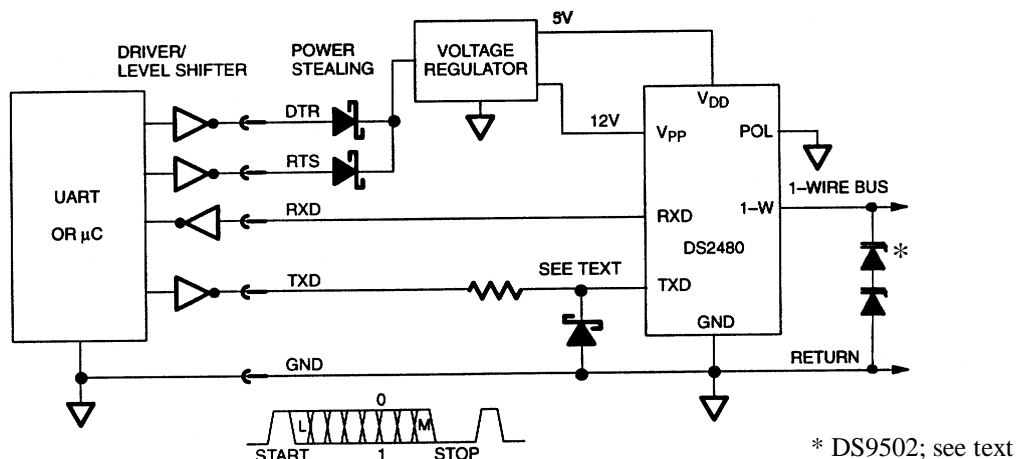 5V
DRIVER/
LEVEL SHIFTER
POWER
STEALING
VOLTAGE
REGULATOR
DTR
12V
VDD
VPP
POL
RTS
UART
OR μC
1–WIRE BUS
RXD
RXD
1–W
DS2480
SEE TEXT
TXD
TXD
GND
GND
RETURN
0
L
M
START
1
STOP
* DS9502; see text
*